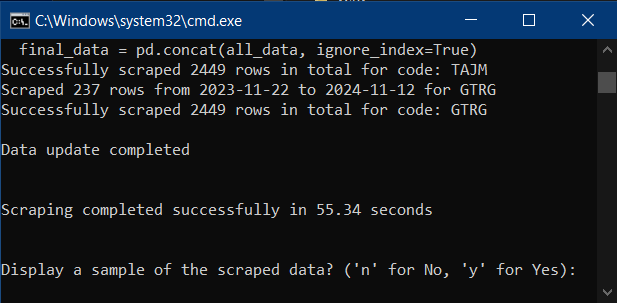 C:\Windows\system32\cmd.exe
final_data = pd.concat(all_data, ignore_index=True)
Successfully scraped 2449 rows in total for code: TAJM
Scraped 237 rows from 2023-11-22 to 2024-11-12 for GTRG
Successfully scraped 2449 rows in total for code: GTRG
Data update completed
Scraping completed successfully in 55.34 seconds
Display a sample of the scraped data? ('n' for No, 'y' for Yes):